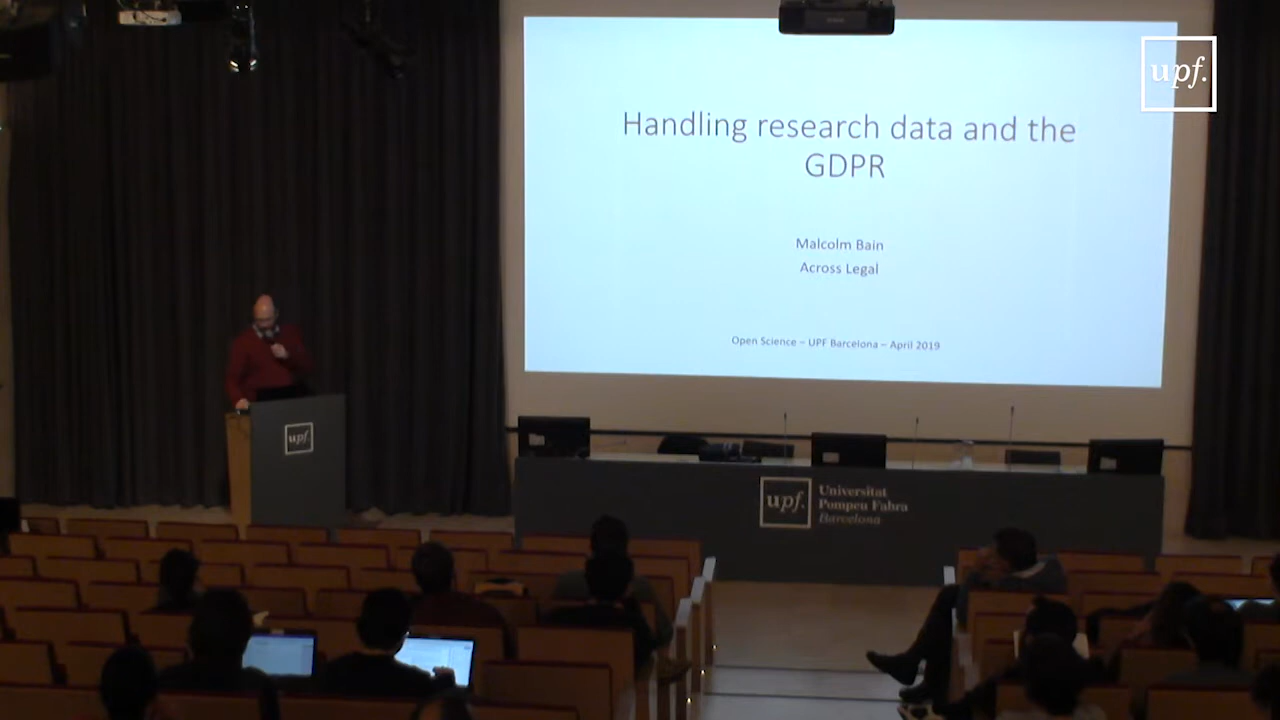 Handling research data and the
GDPR
Malcolm Bain
Across Legal
Open Science – UPF Barcelona – April 2019
upf.
upf.
upf.
Universitat
Pompeu Fabra
Barcelona